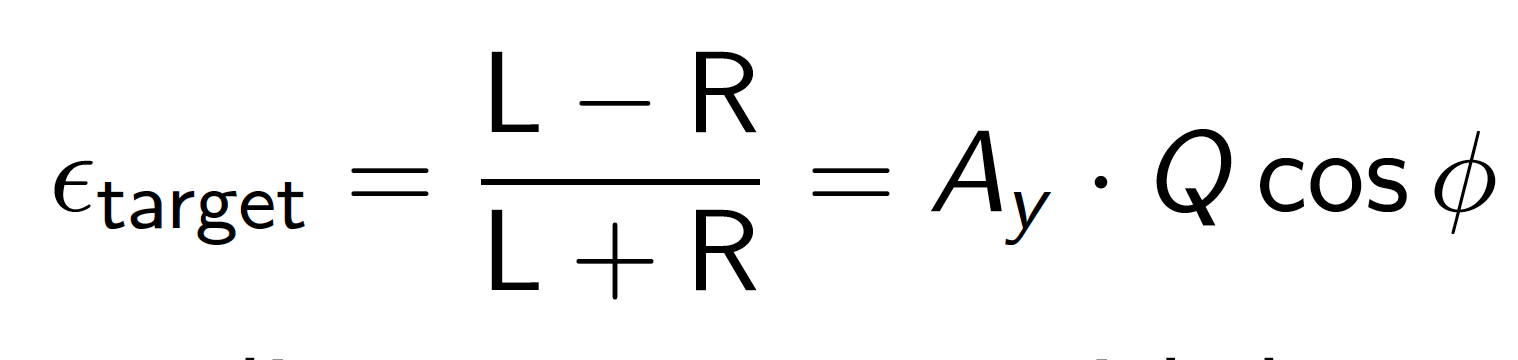 ϵ_target = (L − R) / (L + R) = A_y · Q cos ϕ